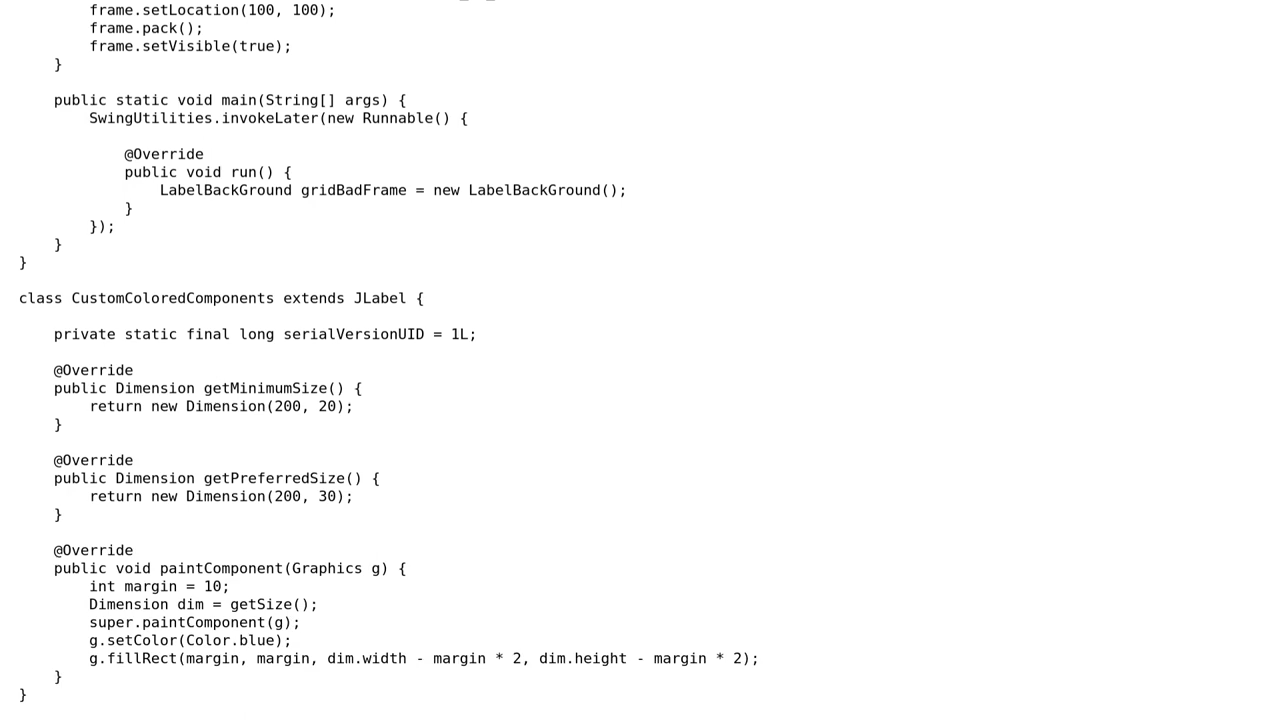 frame.setLocation(100, 100);
        frame.pack();
        frame.setVisible(true);
    }

    public static void main(String[] args) {
        SwingUtilities.invokeLater(new Runnable() {

            @Override
            public void run() {
                LabelBackGround gridBadFrame = new LabelBackGround();
            }
        });
    }
}

class CustomColoredComponents extends JLabel {

    private static final long serialVersionUID = 1L;

    @Override
    public Dimension getMinimumSize() {
        return new Dimension(200, 20);
    }

    @Override
    public Dimension getPreferredSize() {
        return new Dimension(200, 30);
    }

    @Override
    public void paintComponent(Graphics g) {
        int margin = 10;
        Dimension dim = getSize();
        super.paintComponent(g);
        g.setColor(Color.blue);
        g.fillRect(margin, margin, dim.width - margin * 2, dim.height - margin * 2);
    }
}